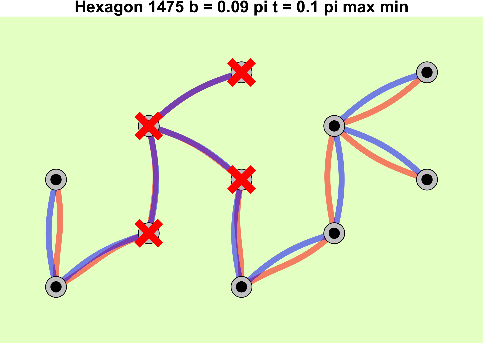 Hexagon 1475 b = 0.09 pi t = 0.1 pi max min